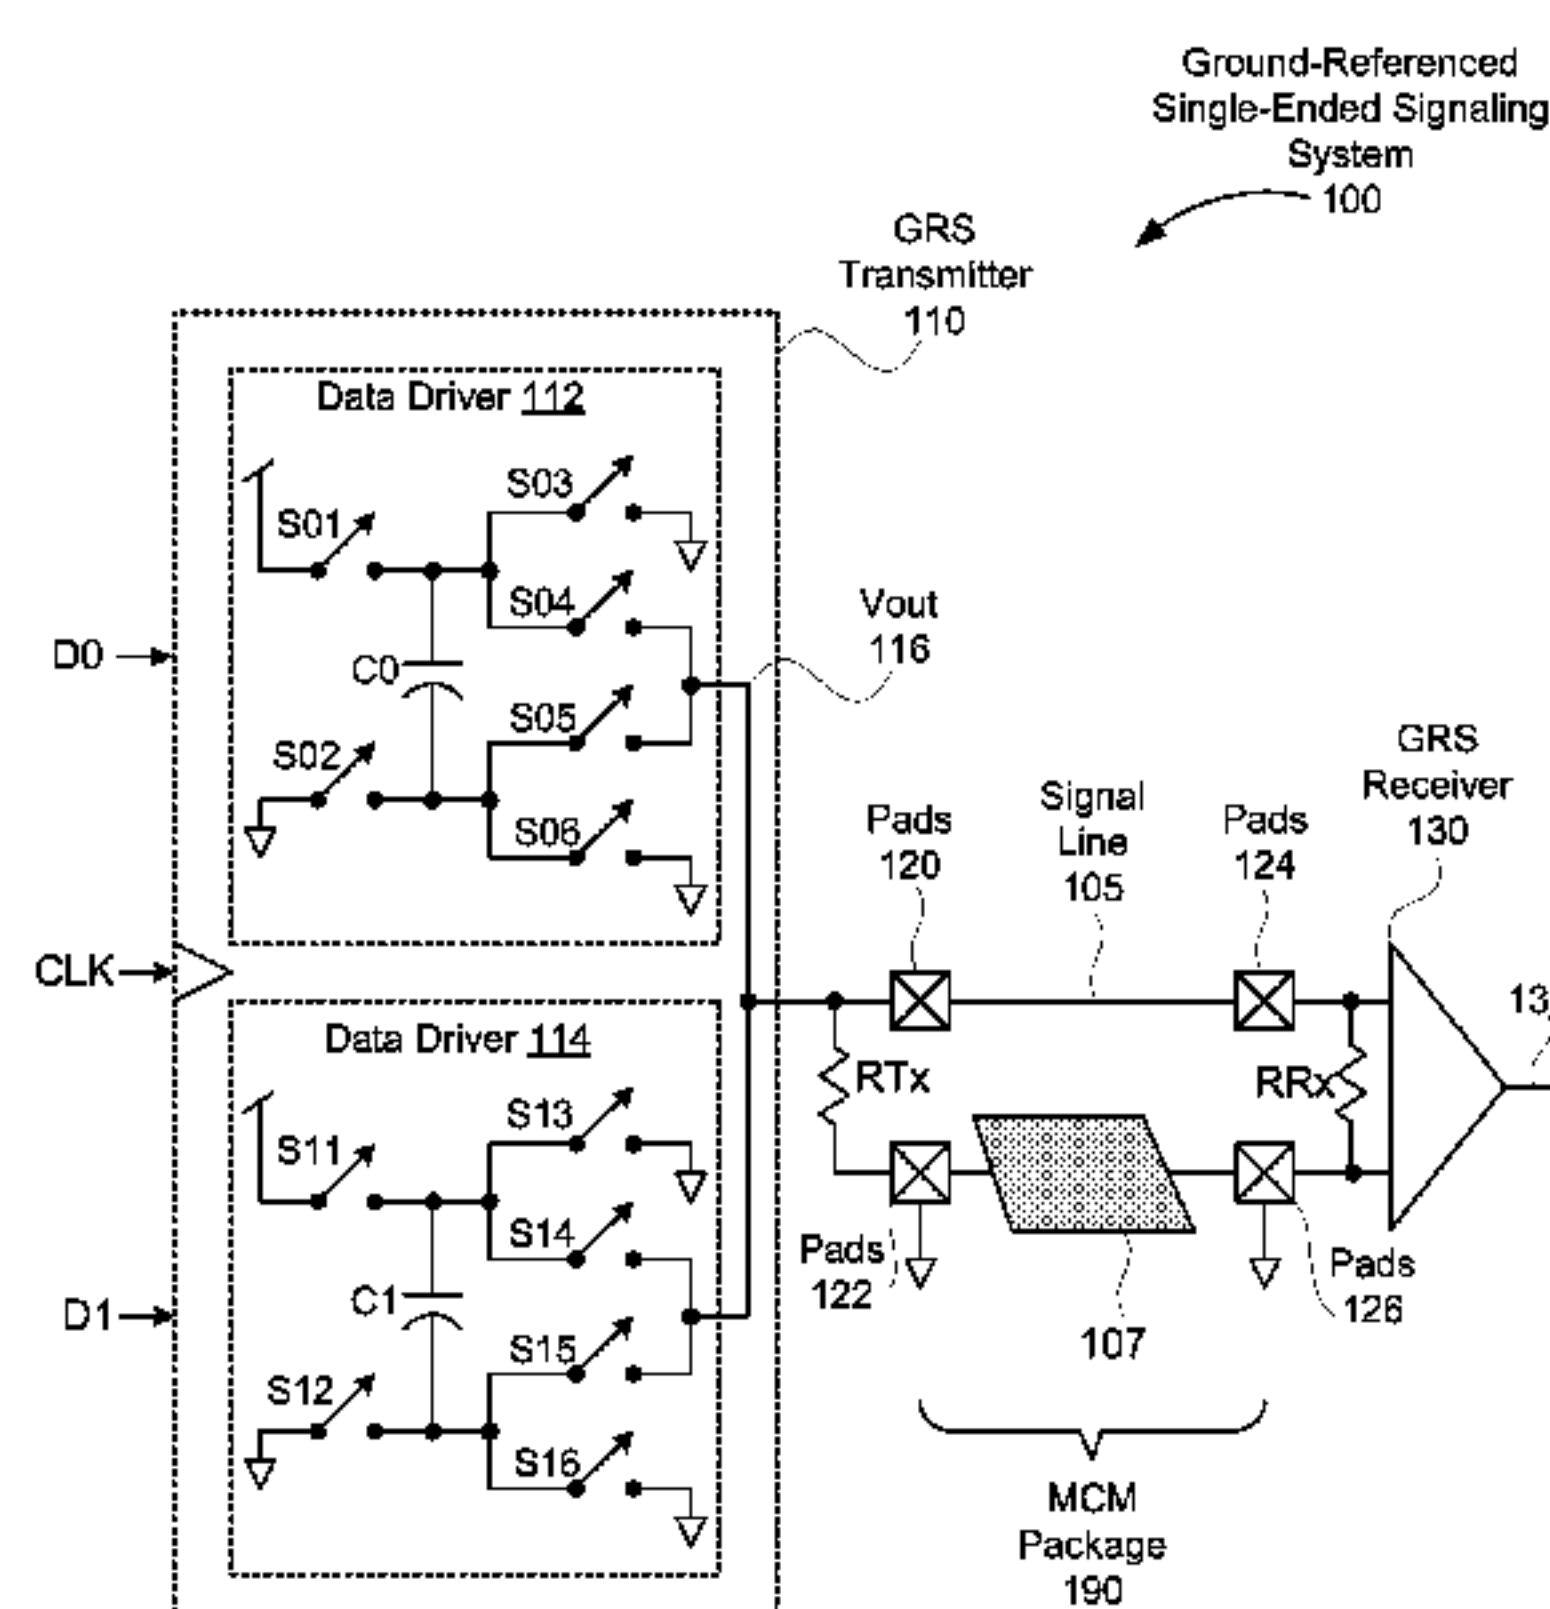 Ground-Referenced
Single-Ended Signaling
System
100
GRS
Transmitter
110
Data Driver 112
S03
S01
S04
Vout
116
D0
C0
S05
S02
S06
GRS
Receiver
130
Signal
Line
105
Pads
120
Pads
124
CLK
Data Driver 114
RTx
RRx
S13
S11
S14
Pads
122
Pads
126
C1
D1
107
S15
S12
S16
MCM
Package
190